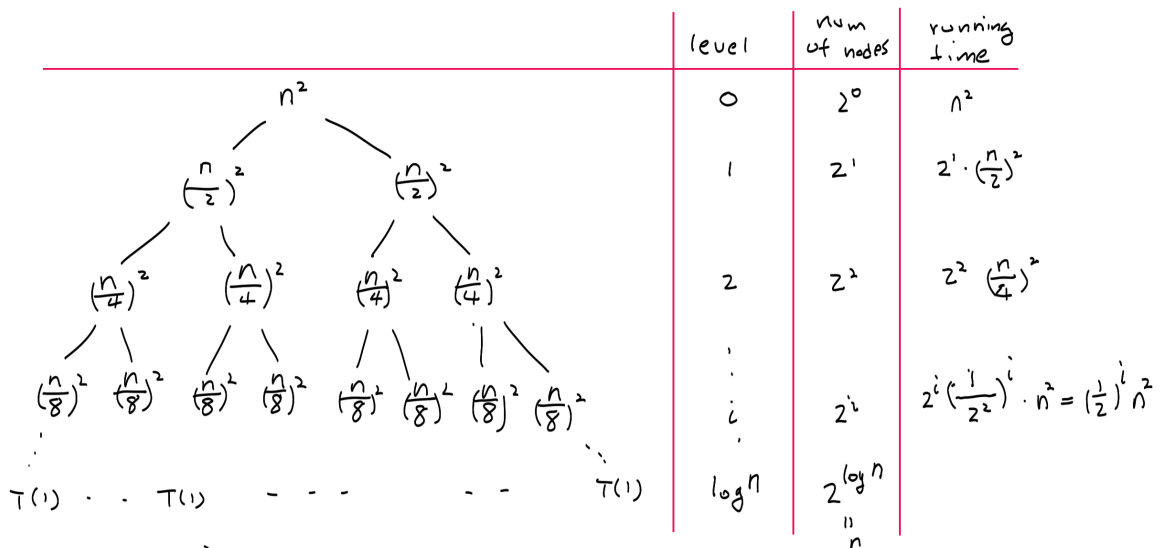 level num of nodes running time
n² 0 2⁰ n²
(n/2)² (n/2)² 1 2¹ 2¹ · (n/2)²
(n/4)² (n/4)² (n/4)² (n/4)² 2 2² 2² (n/4)²
(n/8)² (n/8)² (n/8)² (n/8)² (n/8)² (n/8)² (n/8)² (n/8)² i 2ⁱ 2ⁱ (1/2²)ⁱ · n² = (1/2)ⁱ n²
T(1) · · T(1) - - - - - - T(1) log n 2^(log n)
=
n